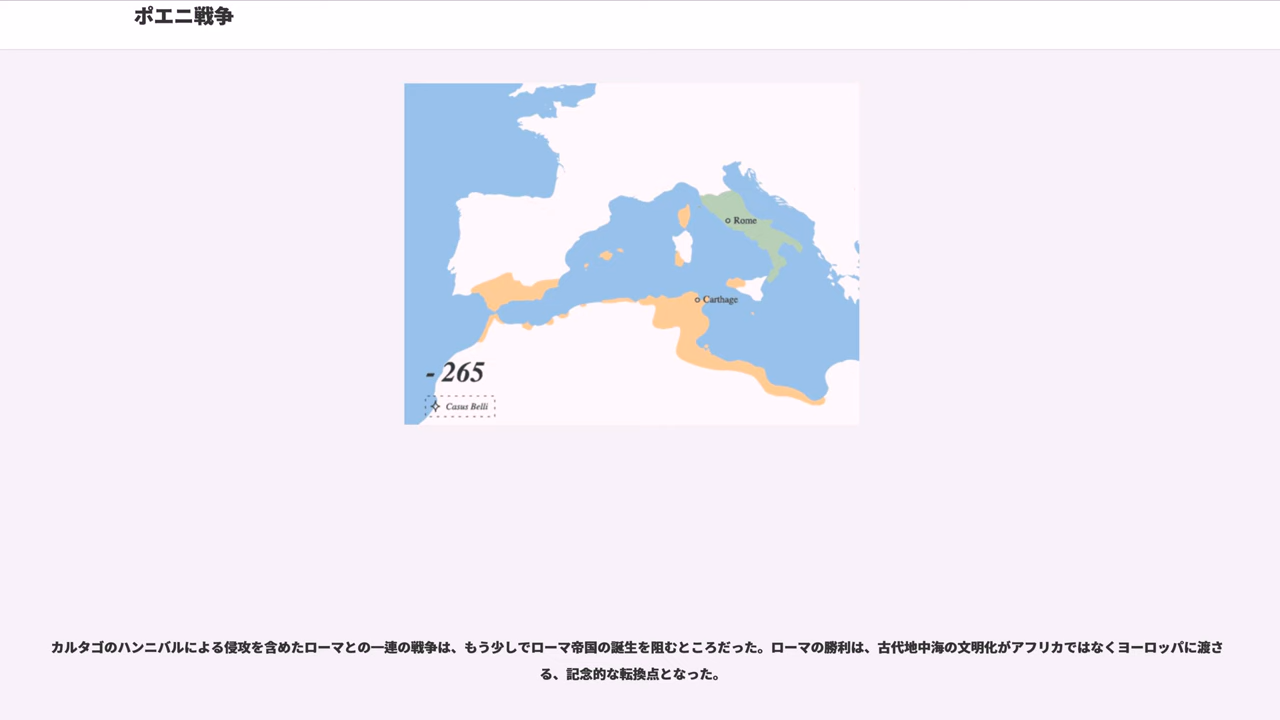 ポエニ戦争
Rome
Carthage
- 265
Casus Belli
カルタゴのハンニバルによる侵攻を含めたローマとの一連の戦争は、もう少しでローマ帝国の誕生を阻むところだった。ローマの勝利は、古代地中海の文明化がアフリカではなくヨーロッパに渡さ
る、記念的な転換点となった。